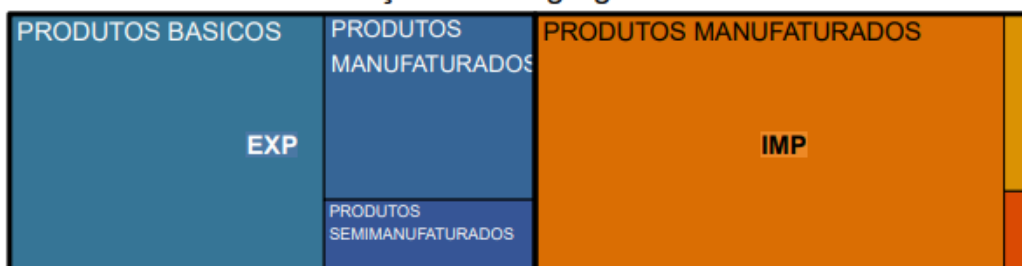 PRODUTOS BASICOS
PRODUTOS
MANUFATURADOS
PRODUTOS MANUFATURADOS
EXP
IMP
PRODUTOS
SEMIMANUFATURADOS